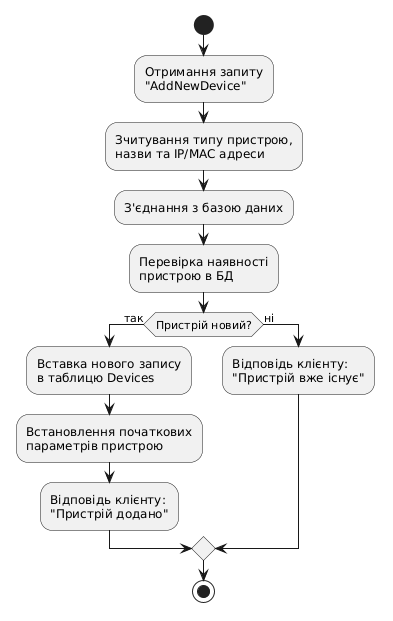 Отримання запиту
"AddNewDevice"
Зчитування типу пристрою,
назви та IP/MAC адреси
З'єднання з базою даних
Перевірка наявності
пристрою в БД
Пристрій новий?
так
ні
Вставка нового запису
в таблицю Devices
Встановлення початкових
параметрів пристрою
Відповідь клієнту:
"Пристрій додано"
Відповідь клієнту:
"Пристрій вже існує"